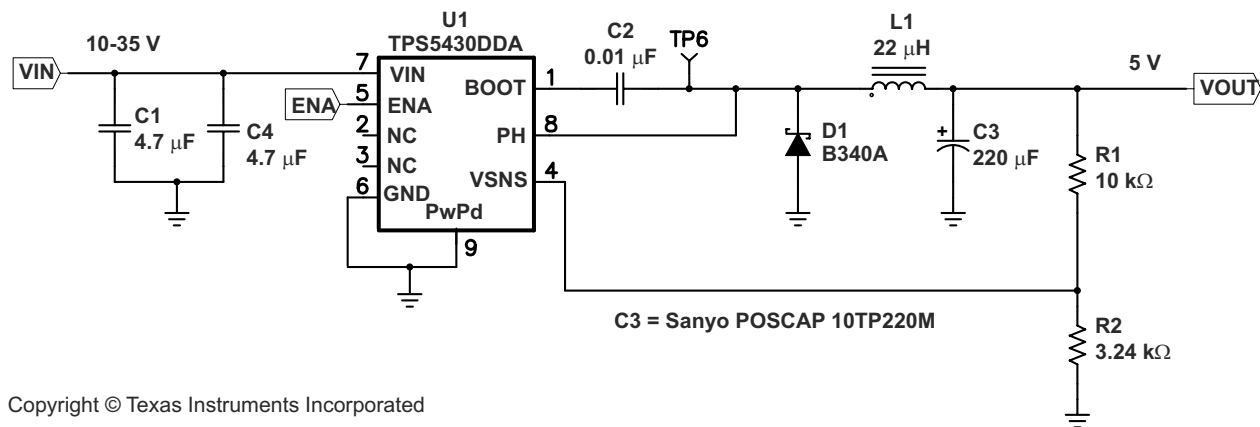 U1
TPS5430DDA
10-35 V
VIN
C1
4.7 μF
C4
4.7 μF
ENA
7
5
2
3
6
VIN
ENA
NC
NC
GND
PwPd
9
BOOT
PH
VSNS
1
8
4
C2
0.01 μF
TP6
L1
22 μH
D1
B340A
+
C3
220 μF
5 V
VOUT
R1
10 kΩ
R2
3.24 kΩ
C3 = Sanyo POSCAP 10TP220M
Copyright © Texas Instruments Incorporated